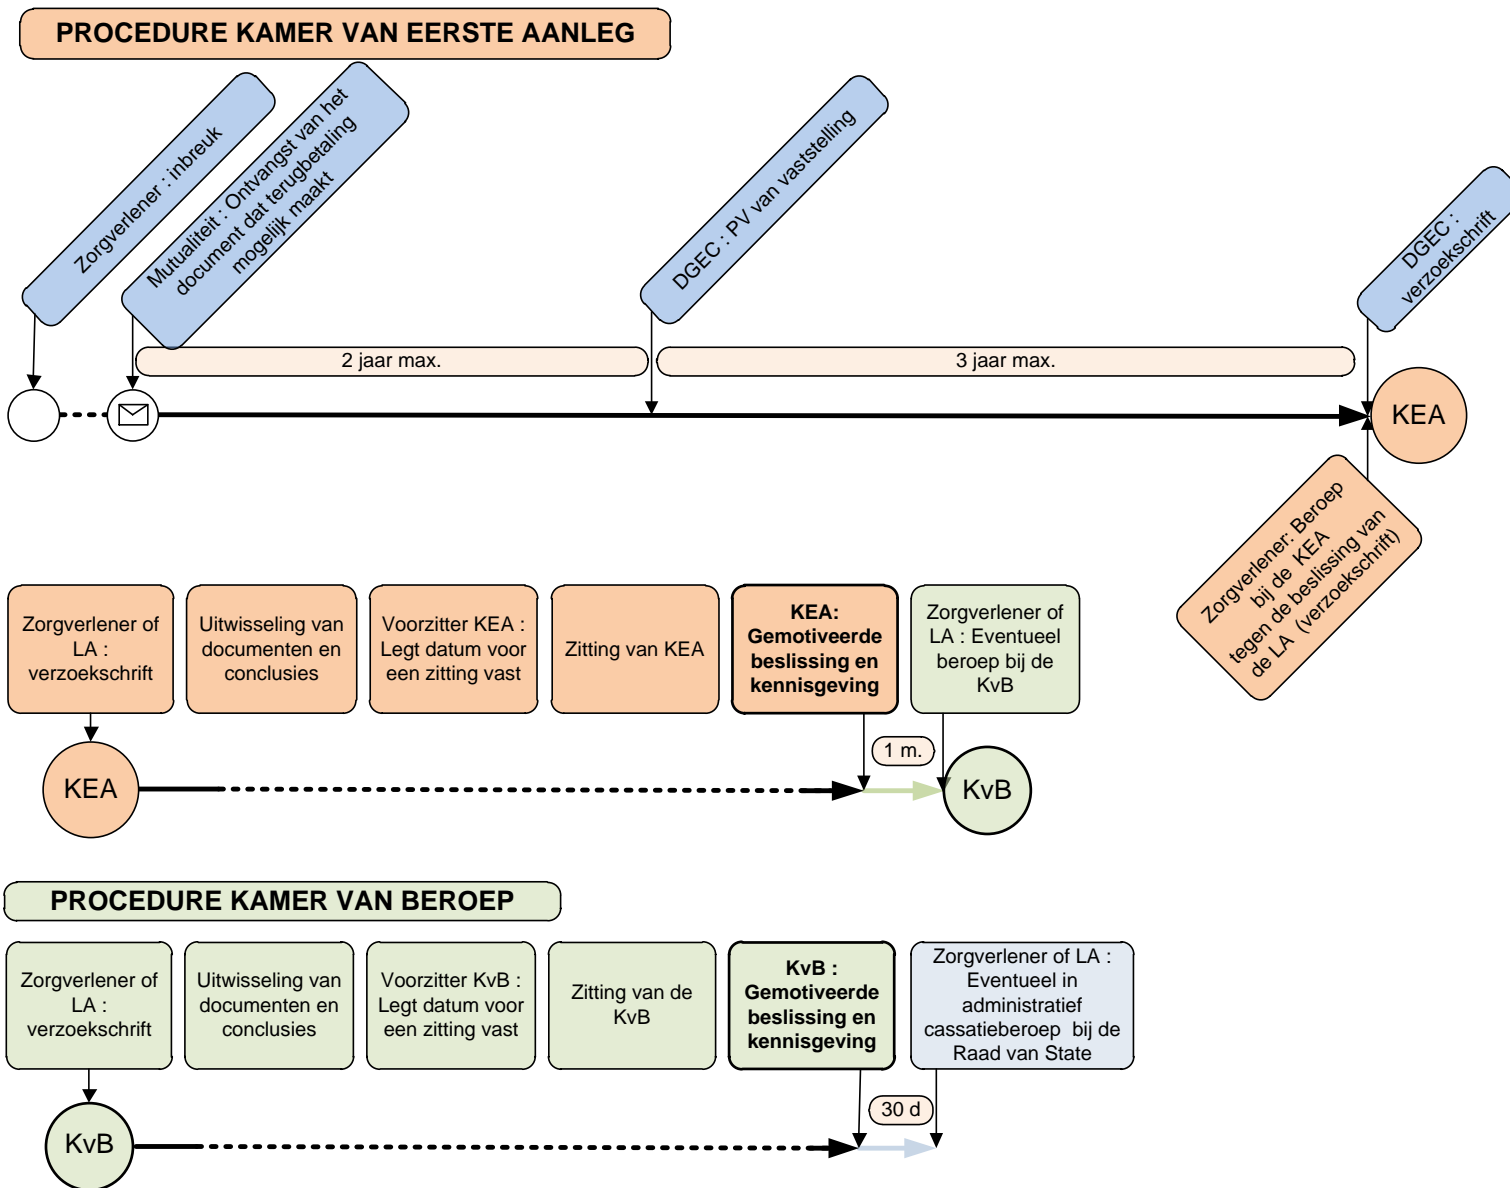 PROCEDURE KAMER VAN EERSTE AANLEG
Zorgverlener : inbreuk
Mutualiteit : Ontvangst van het
document dat terugbetaling
mogelijk maakt
DGEC : PV van vaststelling
DGEC :
verzoekschrift
2 jaar max.
3 jaar max.
KEA
Zorgverlener: Beroep
bij de KEA
tegen de beslissing van
de LA (verzoekschrift)
Zorgverlener of
LA :
verzoekschrift
Uitwisseling van
documenten en
conclusies
Voorzitter KEA :
Legt datum voor
een zitting vast
Zitting van KEA
KEA:
Gemotiveerde
beslissing en
kennisgeving
Zorgverlener of
LA : Eventueel
beroep bij de
KvB
1 m.
KEA
KvB
PROCEDURE KAMER VAN BEROEP
Zorgverlener of
LA :
verzoekschrift
Uitwisseling van
documenten en
conclusies
Voorzitter KvB :
Legt datum voor
een zitting vast
Zitting van de
KvB
KvB :
Gemotiveerde
beslissing en
kennisgeving
Zorgverlener of LA :
Eventueel in
administratief
cassatieberoep bij de
Raad van State
30 d
KvB